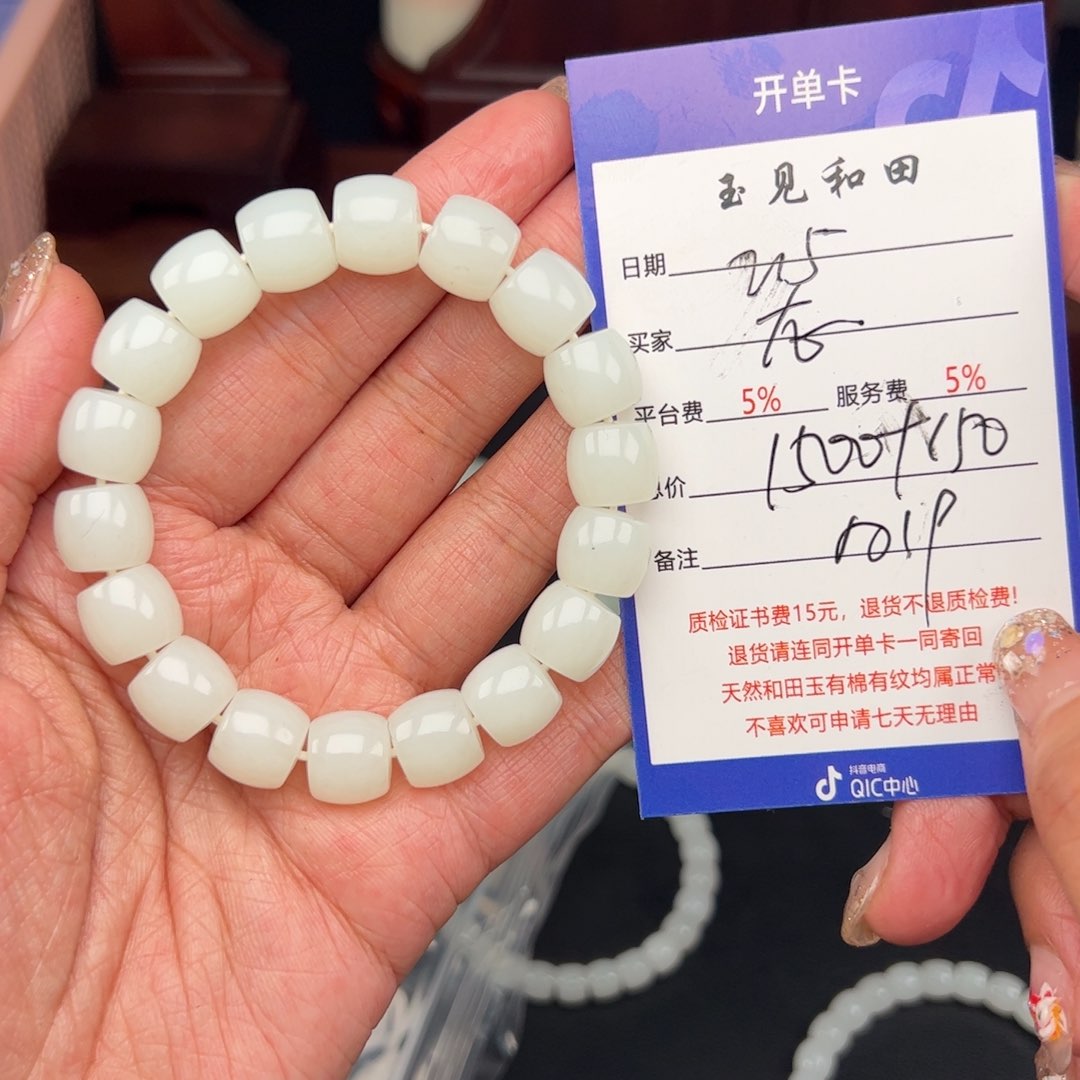 开单卡
玉见和田
日期
买家
平台费 5% 服务费 5%
总价 1500+150
备注
质检证书费15元，退货不退质检费！
退货请连同开单卡一同寄回
天然和田玉有棉有纹均属正常
不喜欢可申请七天无理由
抖音电商
QIC中心